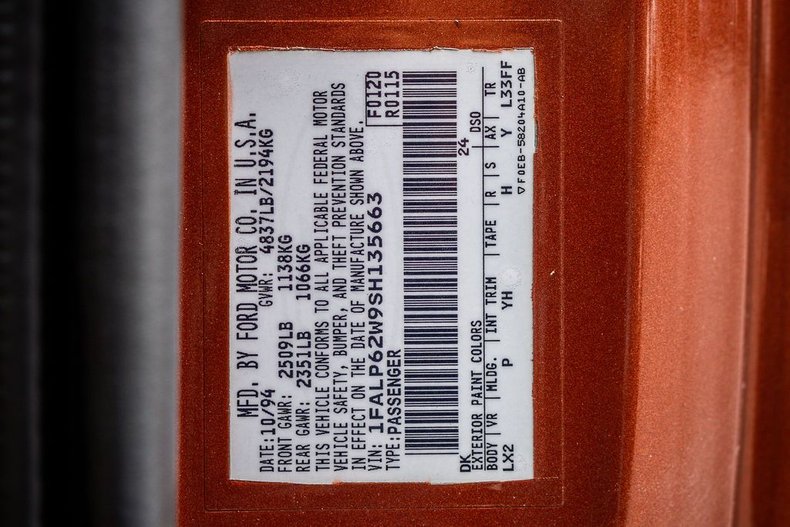 MFD. BY FORD MOTOR CO. IN U.S.A.
DATE:10/94 GVWR: 4837LB/2194KG
FRONT GAWR: 2509LB 1138KG
REAR GAWR: 2351LB 1066KG
THIS VEHICLE CONFORMS TO ALL APPLICABLE FEDERAL MOTOR
VEHICLE SAFETY, BUMPER, AND THEFT PREVENTION STANDARDS
IN EFFECT ON THE DATE OF MANUFACTURE SHOWN ABOVE.
VIN: 1FALP62W9SH135663 F0120
TYPE:PASSENGER R0115
DK 24 DSO
EXTERIOR PAINT COLORS
BODY VR MLDG. INT TRIM TAPE R S AX TR
LX2 P YH H Y L33FF
▽F0EB-58204A10-AB